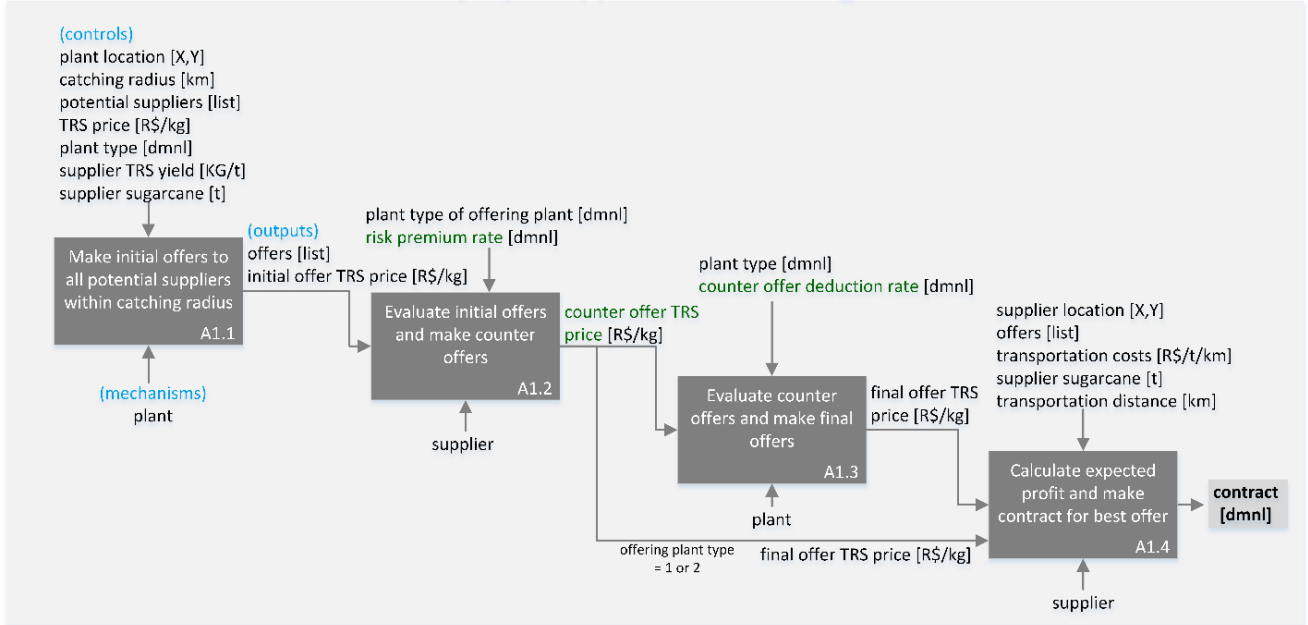 (controls)
plant location [X,Y]
catching radius [km]
potential suppliers [list]
TRS price [R$/kg]
plant type [dmnl]
supplier TRS yield [KG/t]
supplier sugarcane [t]
Make initial offers to
all potential suppliers
within catching radius
A1.1
(mechanisms)
plant
(outputs)
offers [list]
initial offer TRS price [R$/kg]
plant type of offering plant [dmnl]
risk premium rate [dmnl]
Evaluate initial offers
and make counter
offers
A1.2
supplier
counter offer TRS
price [R$/kg]
plant type [dmnl]
counter offer deduction rate [dmnl]
Evaluate counter
offers and make final
offers
A1.3
plant
offering plant type
= 1 or 2
final offer TRS price [R$/kg]
final offer TRS
price [R$/kg]
supplier location [X,Y]
offers [list]
transportation costs [R$/t/km]
supplier sugarcane [t]
transportation distance [km]
Calculate expected
profit and make
contract for best offer
A1.4
supplier
contract
[dmnl]